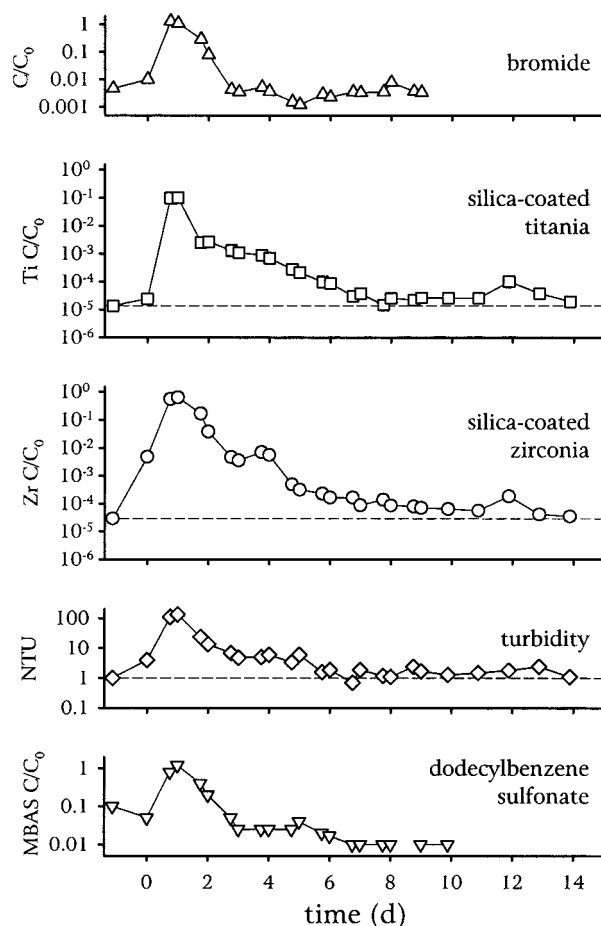 C/C₀
1
0.1
0.01
0.001
bromide
Ti C/C₀
10⁰
10⁻¹
10⁻²
10⁻³
10⁻⁴
10⁻⁵
10⁻⁶
silica-coated
titania
Zr C/C₀
10⁰
10⁻¹
10⁻²
10⁻³
10⁻⁴
10⁻⁵
10⁻⁶
silica-coated
zirconia
NTU
100
10
1
0.1
turbidity
MBAS C/C₀
1
0.1
0.01
dodecylbenzene
sulfonate
0 2 4 6 8 10 12 14
time (d)